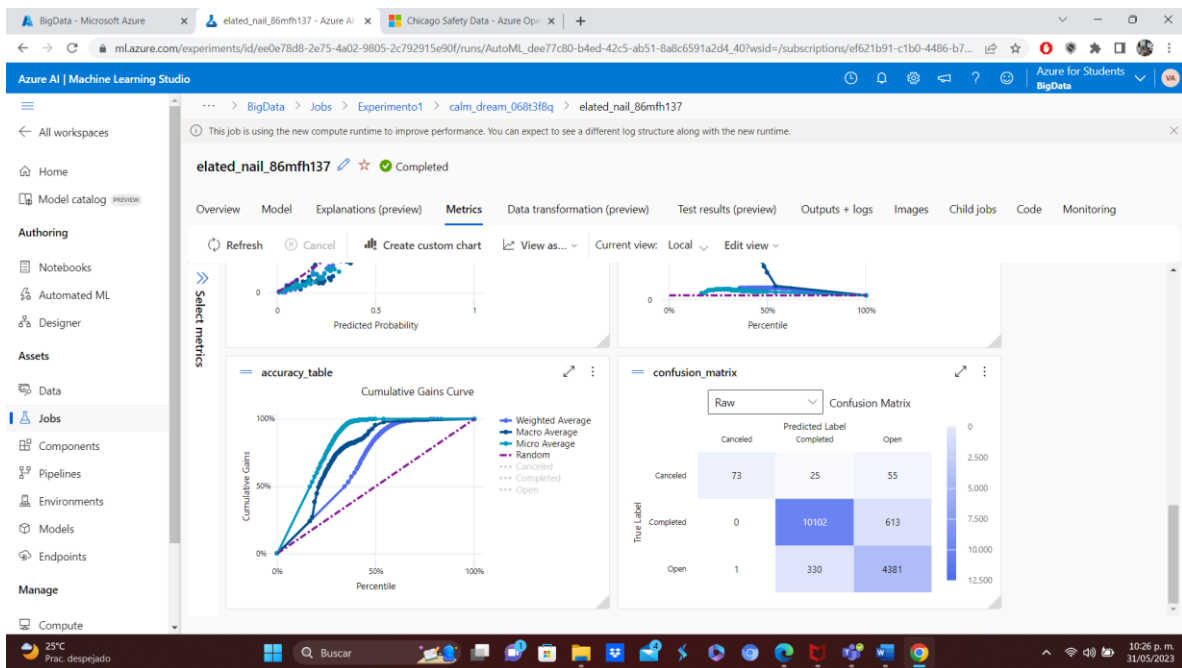 BigData - Microsoft Azure
elated_nail_86mfh137 - Azure AI
Chicago Safety Data - Azure Ope
ml.azure.com/experiments/id/ee0e78d8-2e75-4a02-9805-2c792915e90f/runs/AutoML_dee77c80-b4ed-42c5-ab51-8a8c6591a2d4_40?wsid=/subscriptions/ef621b91-c1b0-4486-b7...
Azure AI | Machine Learning Studio
Azure for Students
BigData
VA
All workspaces
Home
Model catalog PREVIEW
Authoring
Notebooks
Automated ML
Designer
Assets
Data
Jobs
Components
Pipelines
Environments
Models
Endpoints
Manage
Compute
··· > BigData > Jobs > Experimento1 > calm_dream_068t3f8q > elated_nail_86mfh137
This job is using the new compute runtime to improve performance. You can expect to see a different log structure along with the new runtime.
elated_nail_86mfh137 Completed
Overview Model Explanations (preview) Metrics Data transformation (preview) Test results (preview) Outputs + logs Images Child jobs Code Monitoring
Refresh Cancel Create custom chart View as... Current view: Local Edit view
Select metrics
0
0 0.5 1
Predicted Probability
0
0% 50% 100%
Percentile
accuracy_table
Cumulative Gains Curve
100%
50%
0%
Cumulative Gains
0% 50% 100%
Percentile
Weighted Average
Macro Average
Micro Average
Random
Canceled
Completed
Open
confusion_matrix
Raw Confusion Matrix
Predicted Label
Canceled Completed Open
True Label
Canceled 73 25 55
Completed 0 10102 613
Open 1 330 4381
0
2.500
5.000
7.500
10.000
12.500
25°C
Prac. despejado
Buscar
10:26 p. m.
31/05/2023